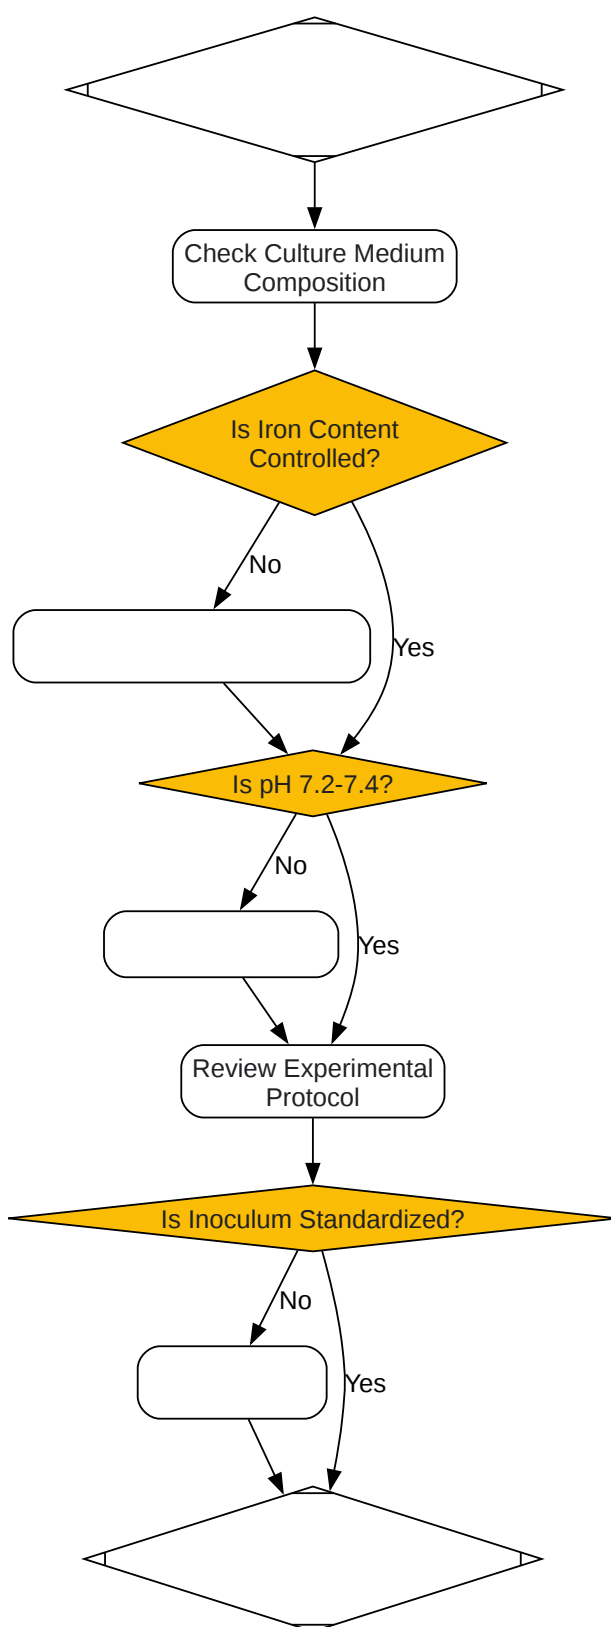 Check Culture Medium
Composition
Is Iron Content
Controlled?
No
Yes
Is pH 7.2-7.4?
No
Yes
Review Experimental
Protocol
Is Inoculum Standardized?
No
Yes